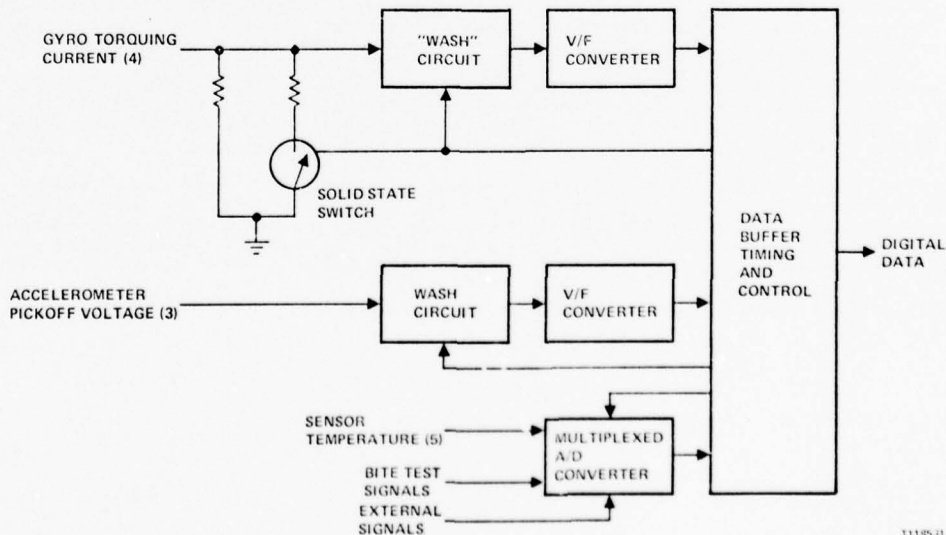 GYRO TORQUING
CURRENT (4)
"WASH"
CIRCUIT
V/F
CONVERTER
SOLID STATE
SWITCH
DATA
BUFFER
TIMING
AND
CONTROL
DIGITAL
DATA
ACCELEROMETER
PICKOFF VOLTAGE (3)
WASH
CIRCUIT
V/F
CONVERTER
SENSOR
TEMPERATURE (5)
MULTIPLEXED
A/D
CONVERTER
BITE TEST
SIGNALS
EXTERNAL
SIGNALS